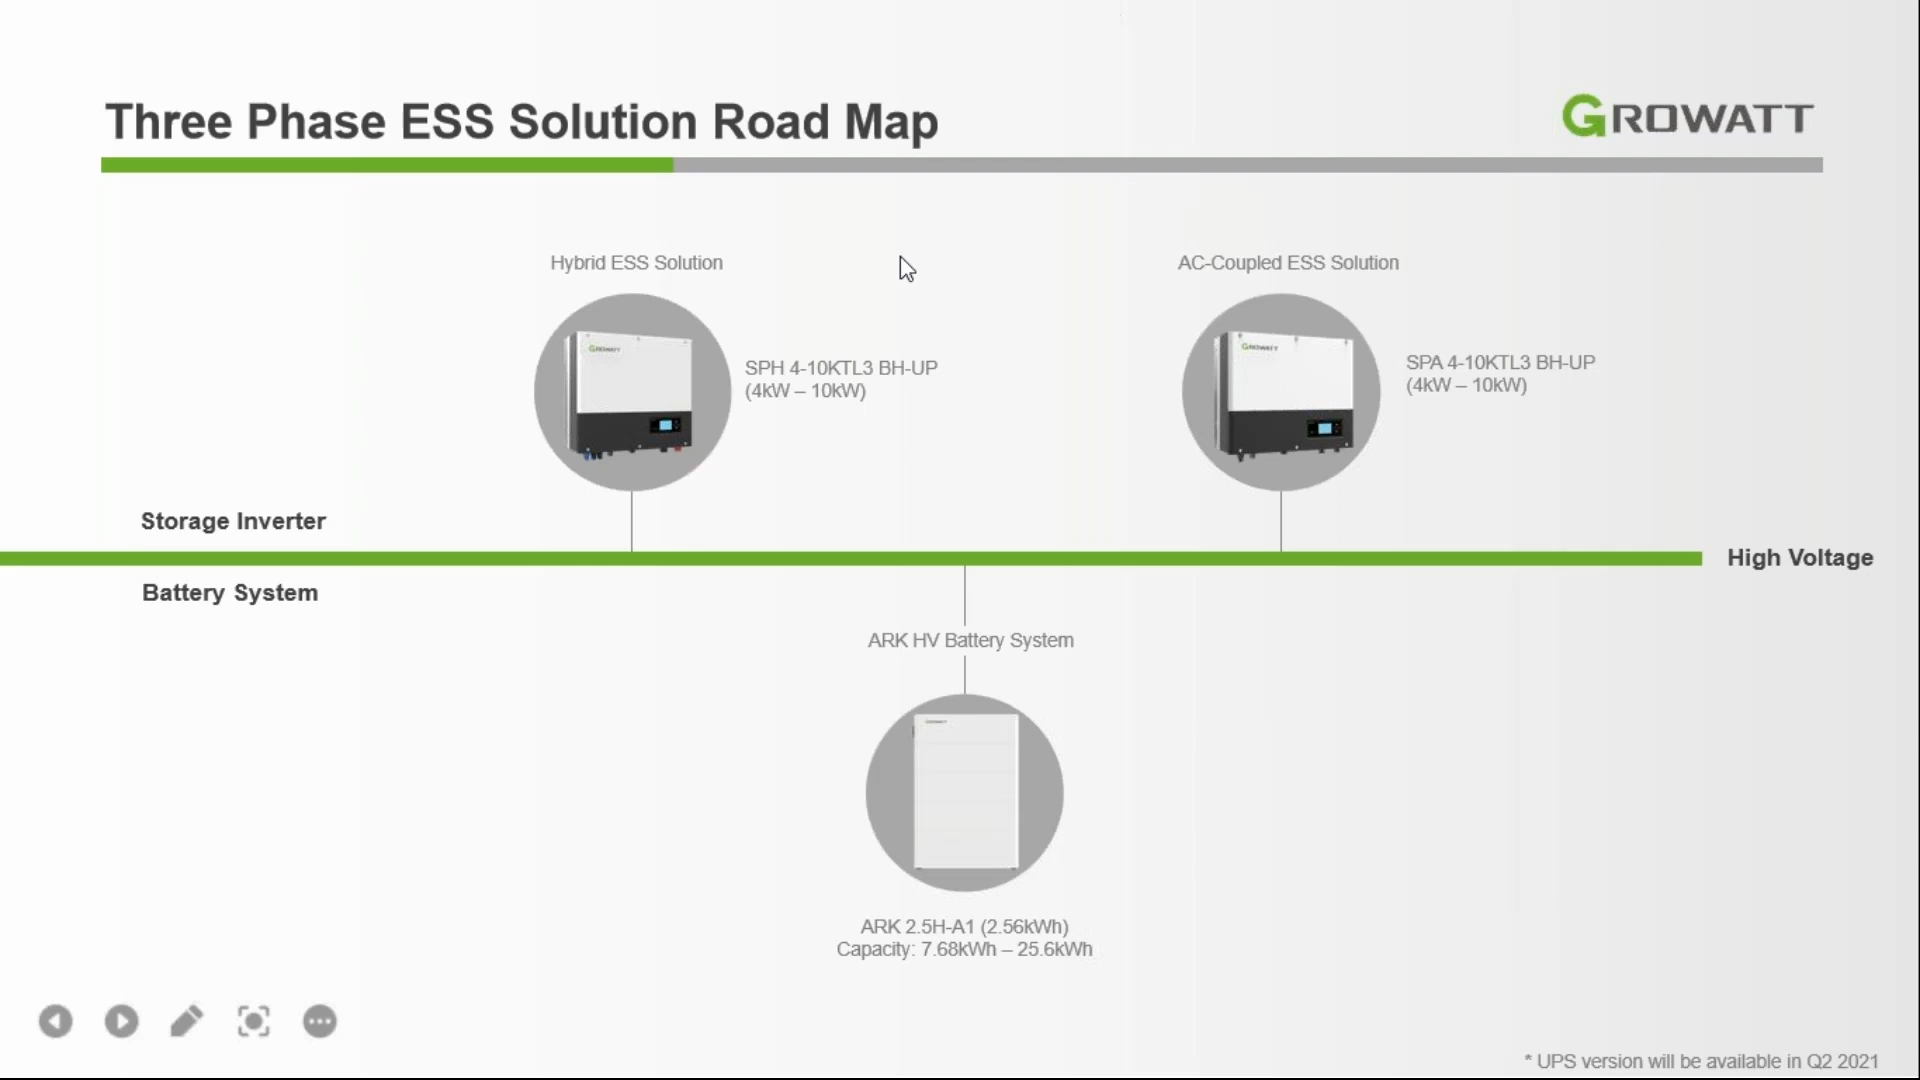 Three Phase ESS Solution Road Map
GROWATT
Hybrid ESS Solution
AC-Coupled ESS Solution
GROWATT
GROWATT
SPH 4-10KTL3 BH-UP
(4kW – 10kW)
SPA 4-10KTL3 BH-UP
(4kW – 10kW)
Storage Inverter
High Voltage
Battery System
ARK HV Battery System
GROWATT
ARK 2.5H-A1 (2.56kWh)
Capacity: 7.68kWh – 25.6kWh
* UPS version will be available in Q2 2021